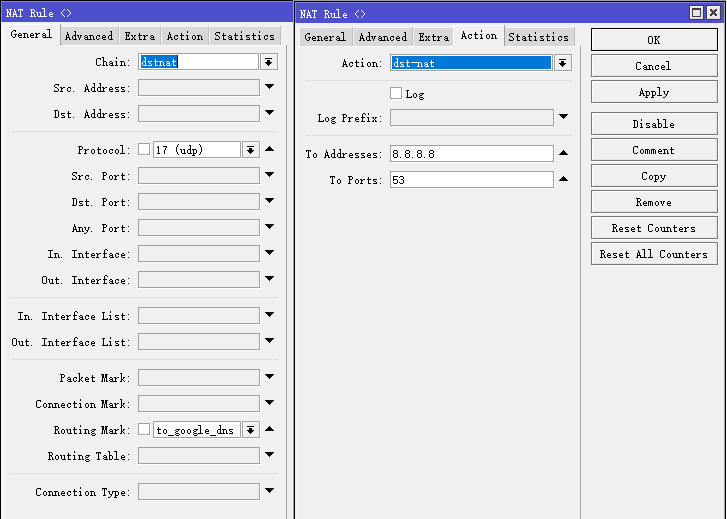 NAT Rule <>
General Advanced Extra Action Statistics
Chain: dstnat
Src. Address:
Dst. Address:
Protocol: 17 (udp)
Src. Port:
Dst. Port:
Any. Port:
In. Interface:
Out. Interface:
In. Interface List:
Out. Interface List:
Packet Mark:
Connection Mark:
Routing Mark: to_google_dns
Routing Table:
Connection Type:
NAT Rule <>
General Advanced Extra Action Statistics
Action: dst-nat
Log
Log Prefix:
To Addresses: 8.8.8.8
To Ports: 53
OK
Cancel
Apply
Disable
Comment
Copy
Remove
Reset Counters
Reset All Counters